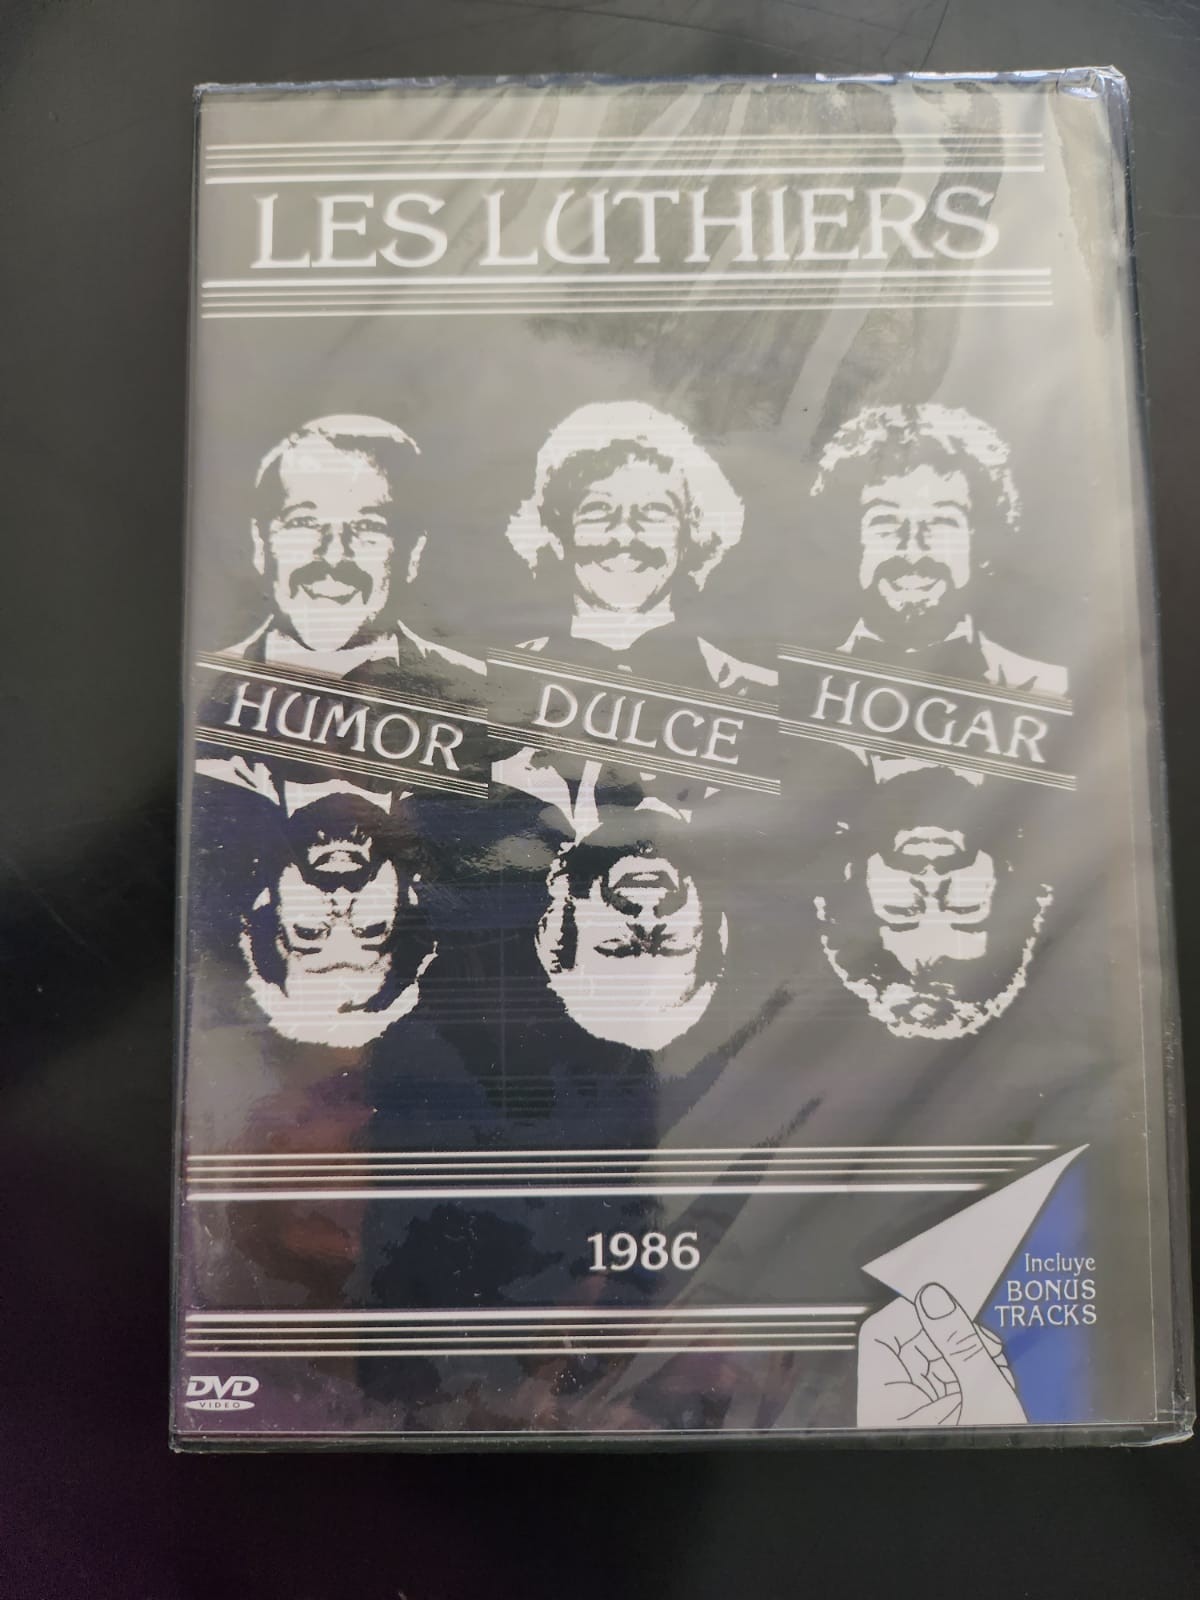 LES LUTHIERS
HUMOR DULCE HOGAR
1986
Incluye
BONUS
TRACKS
DVD
VIDEO